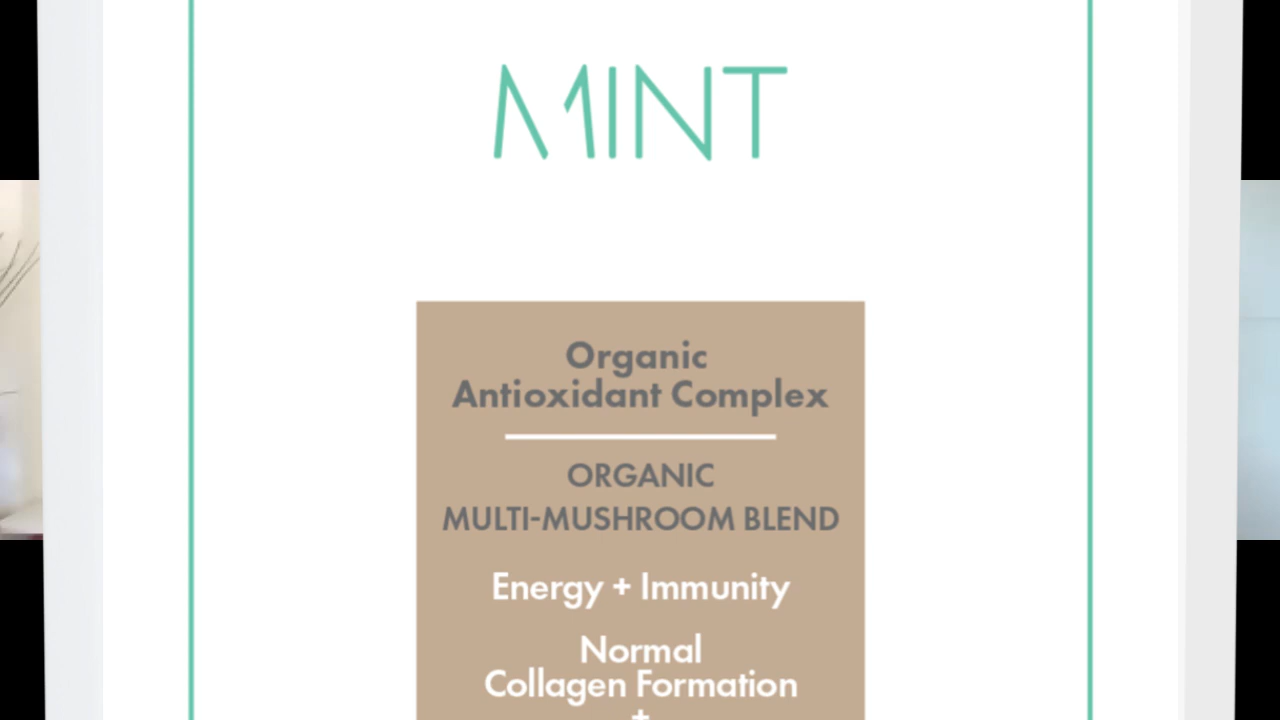 MINT
Organic
Antioxidant Complex
ORGANIC
MULTI-MUSHROOM BLEND
Energy + Immunity
Normal
Collagen Formation
+